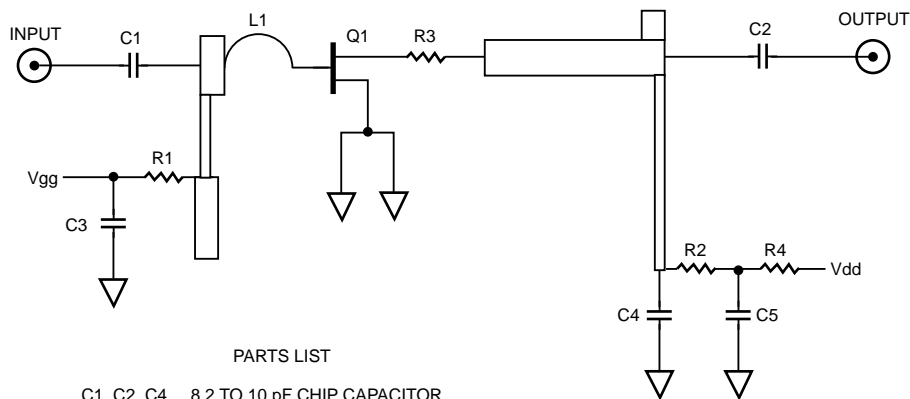 INPUT
C1
L1
Q1
R3
C2
OUTPUT
Vgg
R1
C3
R2
R4
Vdd
C4
C5
PARTS LIST
C1, C2, C4 8.2 TO 10 pF CHIP CAPACITOR